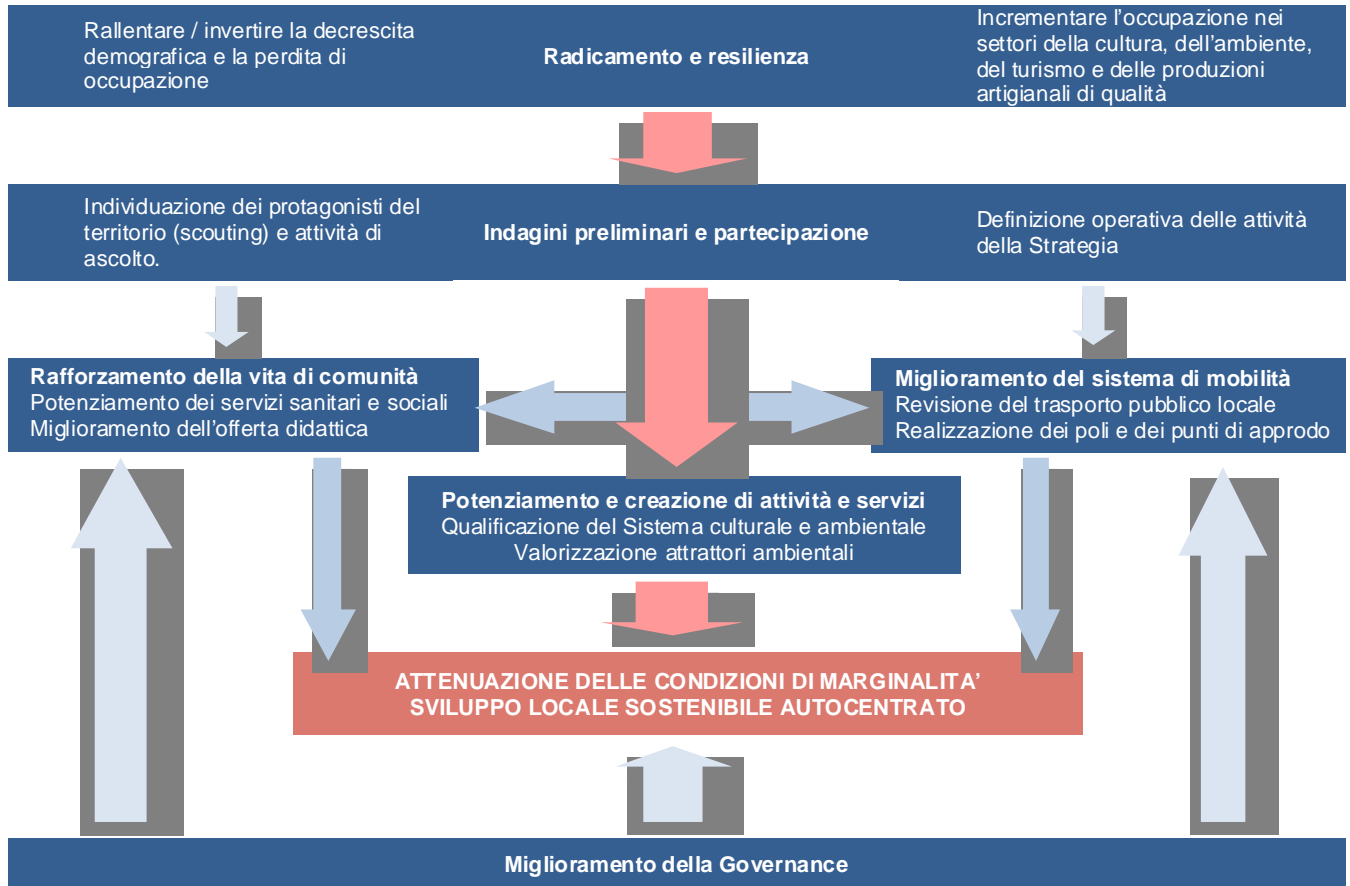 Rallentare / invertire la decrescita
demografica e la perdita di
occupazione
Radicamento e resilienza
Incrementare l'occupazione nei
settori della cultura, dell'ambiente,
del turismo e delle produzioni
artigianali di qualità
Individuazione dei protagonisti del
territorio (scouting) e attività di
ascolto.
Indagini preliminari e partecipazione
Definizione operativa delle attività
della Strategia
Rafforzamento della vita di comunità
Potenziamento dei servizi sanitari e sociali
Miglioramento dell'offerta didattica
Miglioramento del sistema di mobilità
Revisione del trasporto pubblico locale
Realizzazione dei poli e dei punti di approdo
Potenziamento e creazione di attività e servizi
Qualificazione del Sistema culturale e ambientale
Valorizzazione attrattori ambientali
ATTENUAZIONE DELLE CONDIZIONI DI MARGINALITA'
SVILUPPO LOCALE SOSTENIBILE AUTOCENTRATO
Miglioramento della Governance